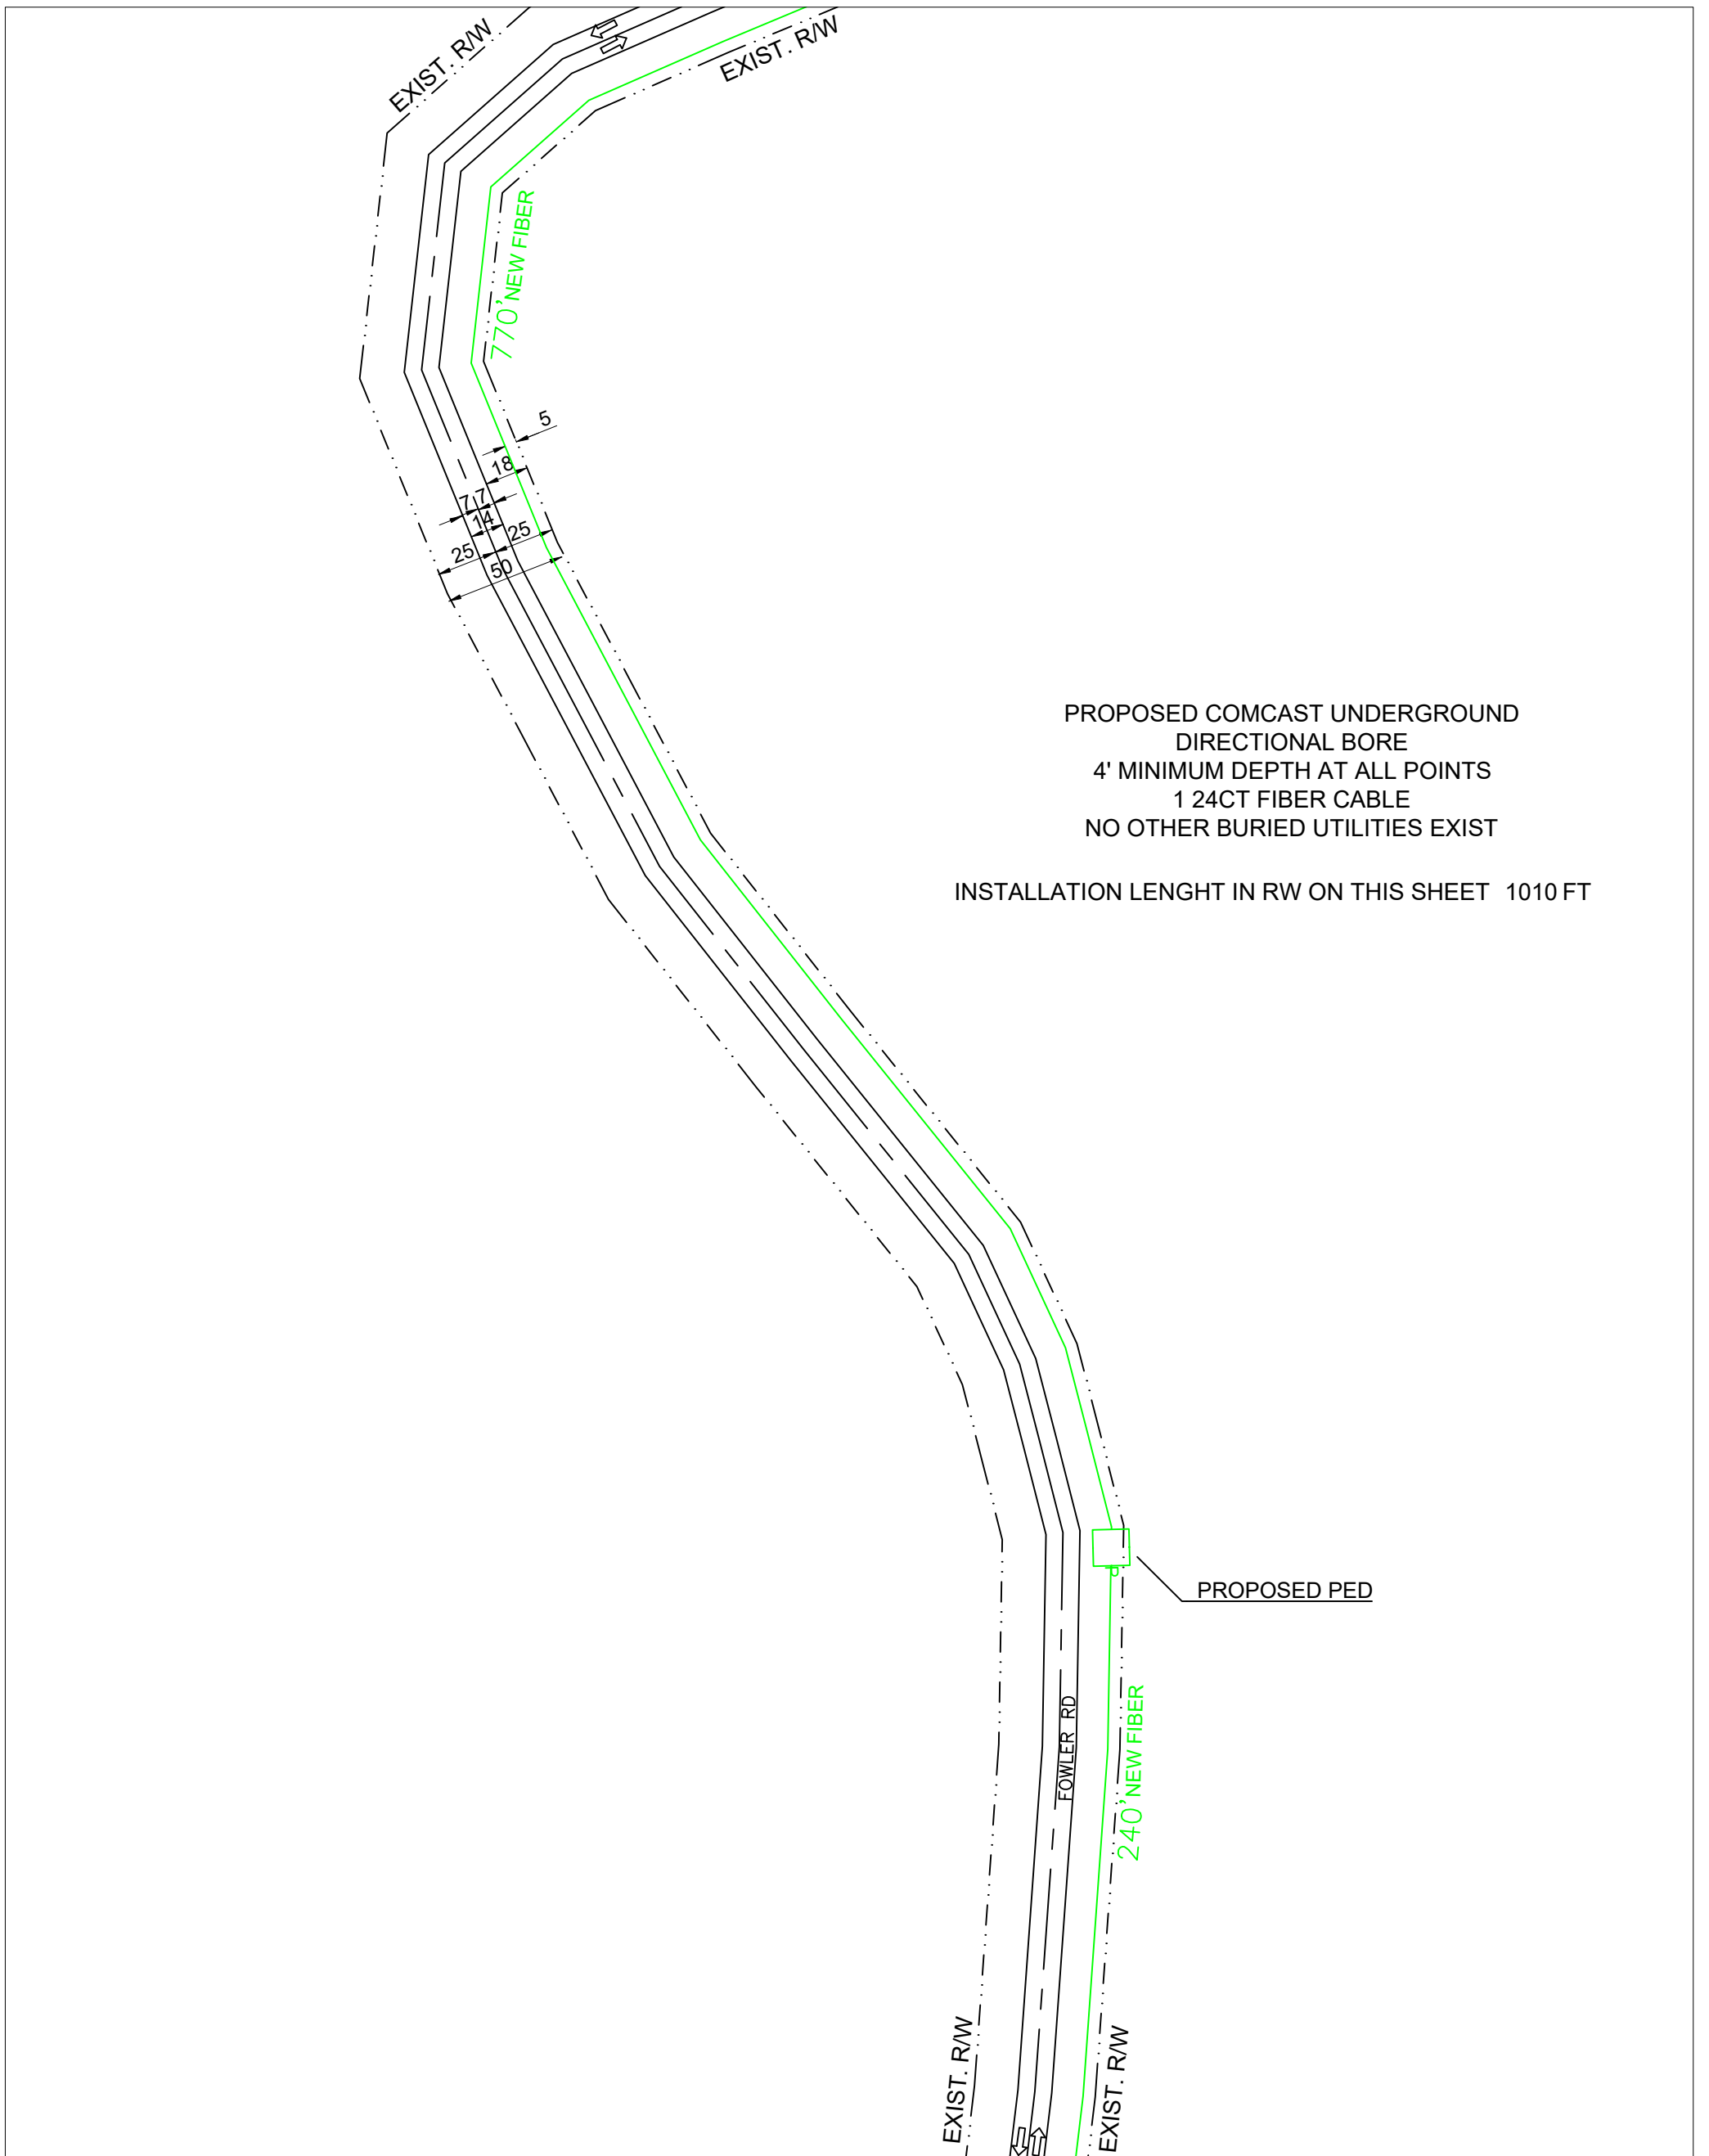 EXIST. R/W
EXIST. R/W
770' NEW FIBER
5
18
7
7
14
25
25
50
PROPOSED COMCAST UNDERGROUND
DIRECTIONAL BORE
4' MINIMUM DEPTH AT ALL POINTS
1 24CT FIBER CABLE
NO OTHER BURIED UTILITIES EXIST
INSTALLATION LENGHT IN RW ON THIS SHEET 1010 FT
P
PROPOSED PED
FOWLER RD
240' NEW FIBER
EXIST. R/W
EXIST. R/W